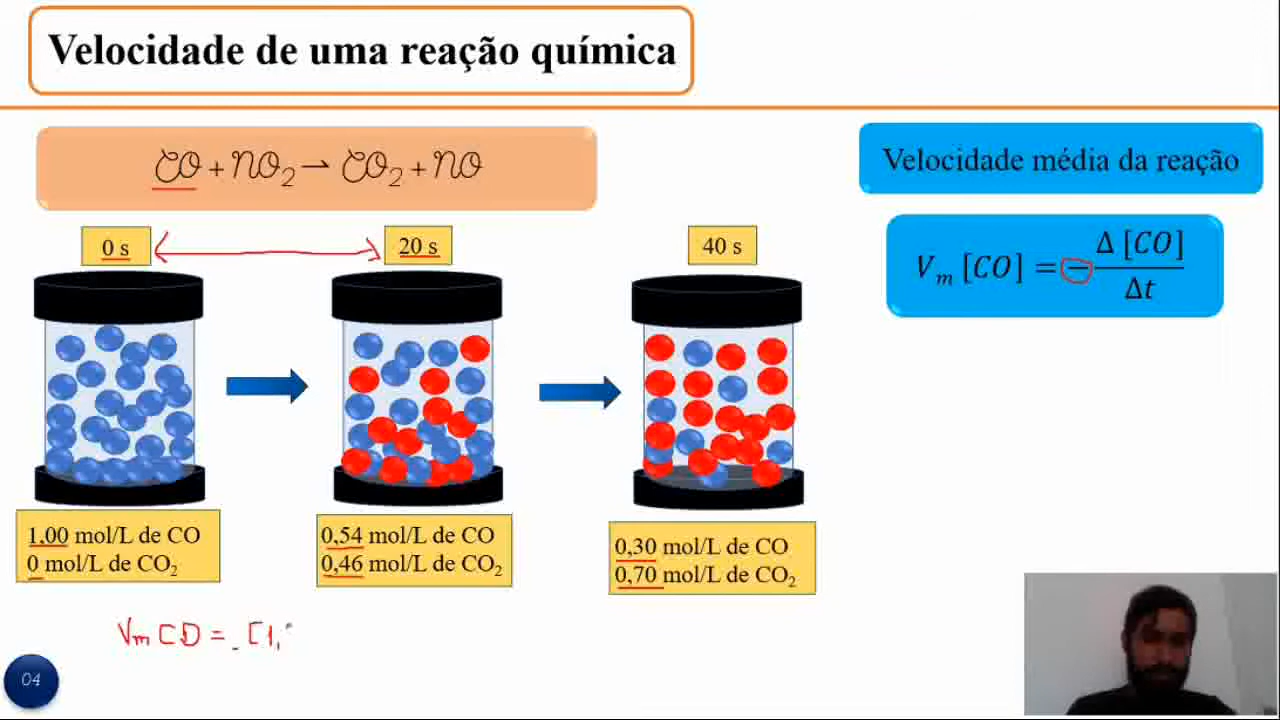 Velocidade de uma reação química
CO + NO₂ → CO₂ + NO
Velocidade média da reação
0 s
20 s
40 s
Vₘ [CO] = − Δ [CO] / Δt
1,00 mol/L de CO
0 mol/L de CO₂
0,54 mol/L de CO
0,46 mol/L de CO₂
0,30 mol/L de CO
0,70 mol/L de CO₂
Vm CO = - [1,
04